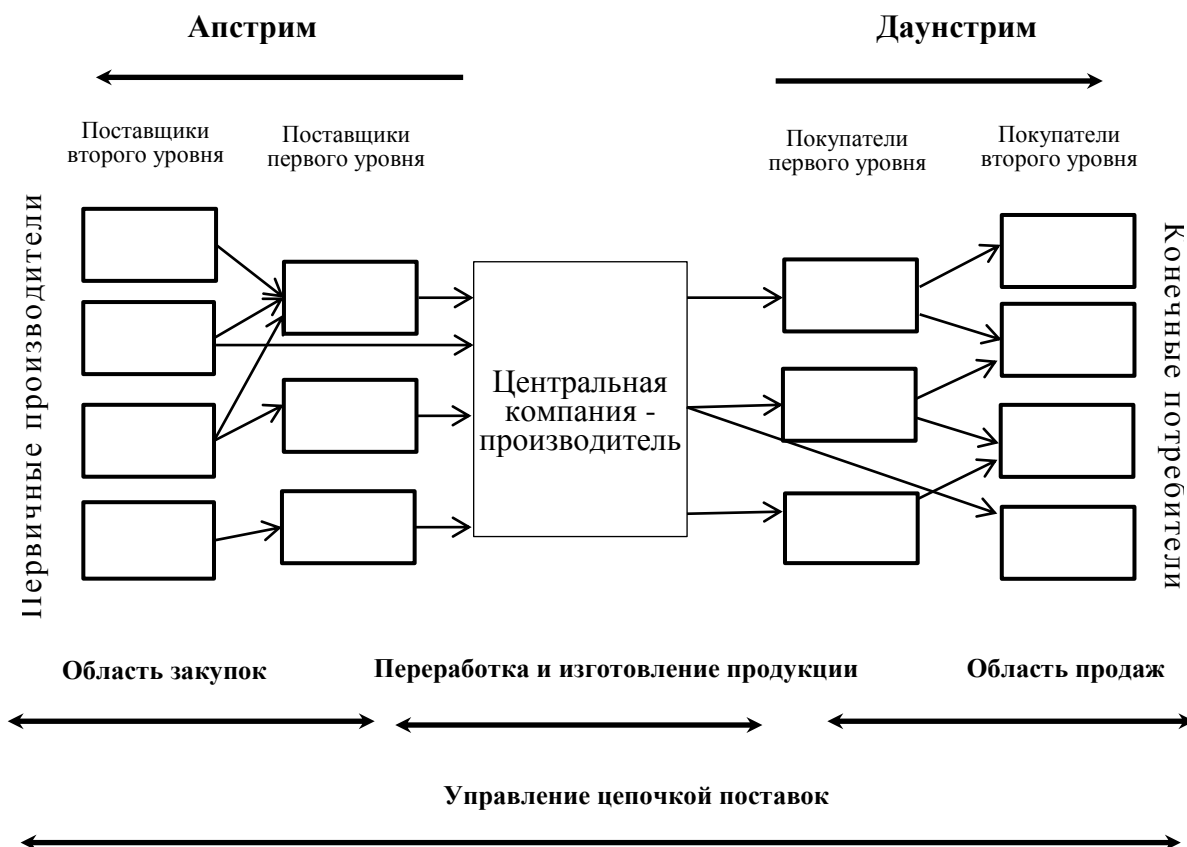 Апстрим
Даунстрим
Поставщики
второго уровня
Поставщики
первого уровня
Покупатели
первого уровня
Покупатели
второго уровня
Первичные производители
Центральная
компания -
производитель
Конечные потребители
Область закупок
Переработка и изготовление продукции
Область продаж
Управление цепочкой поставок